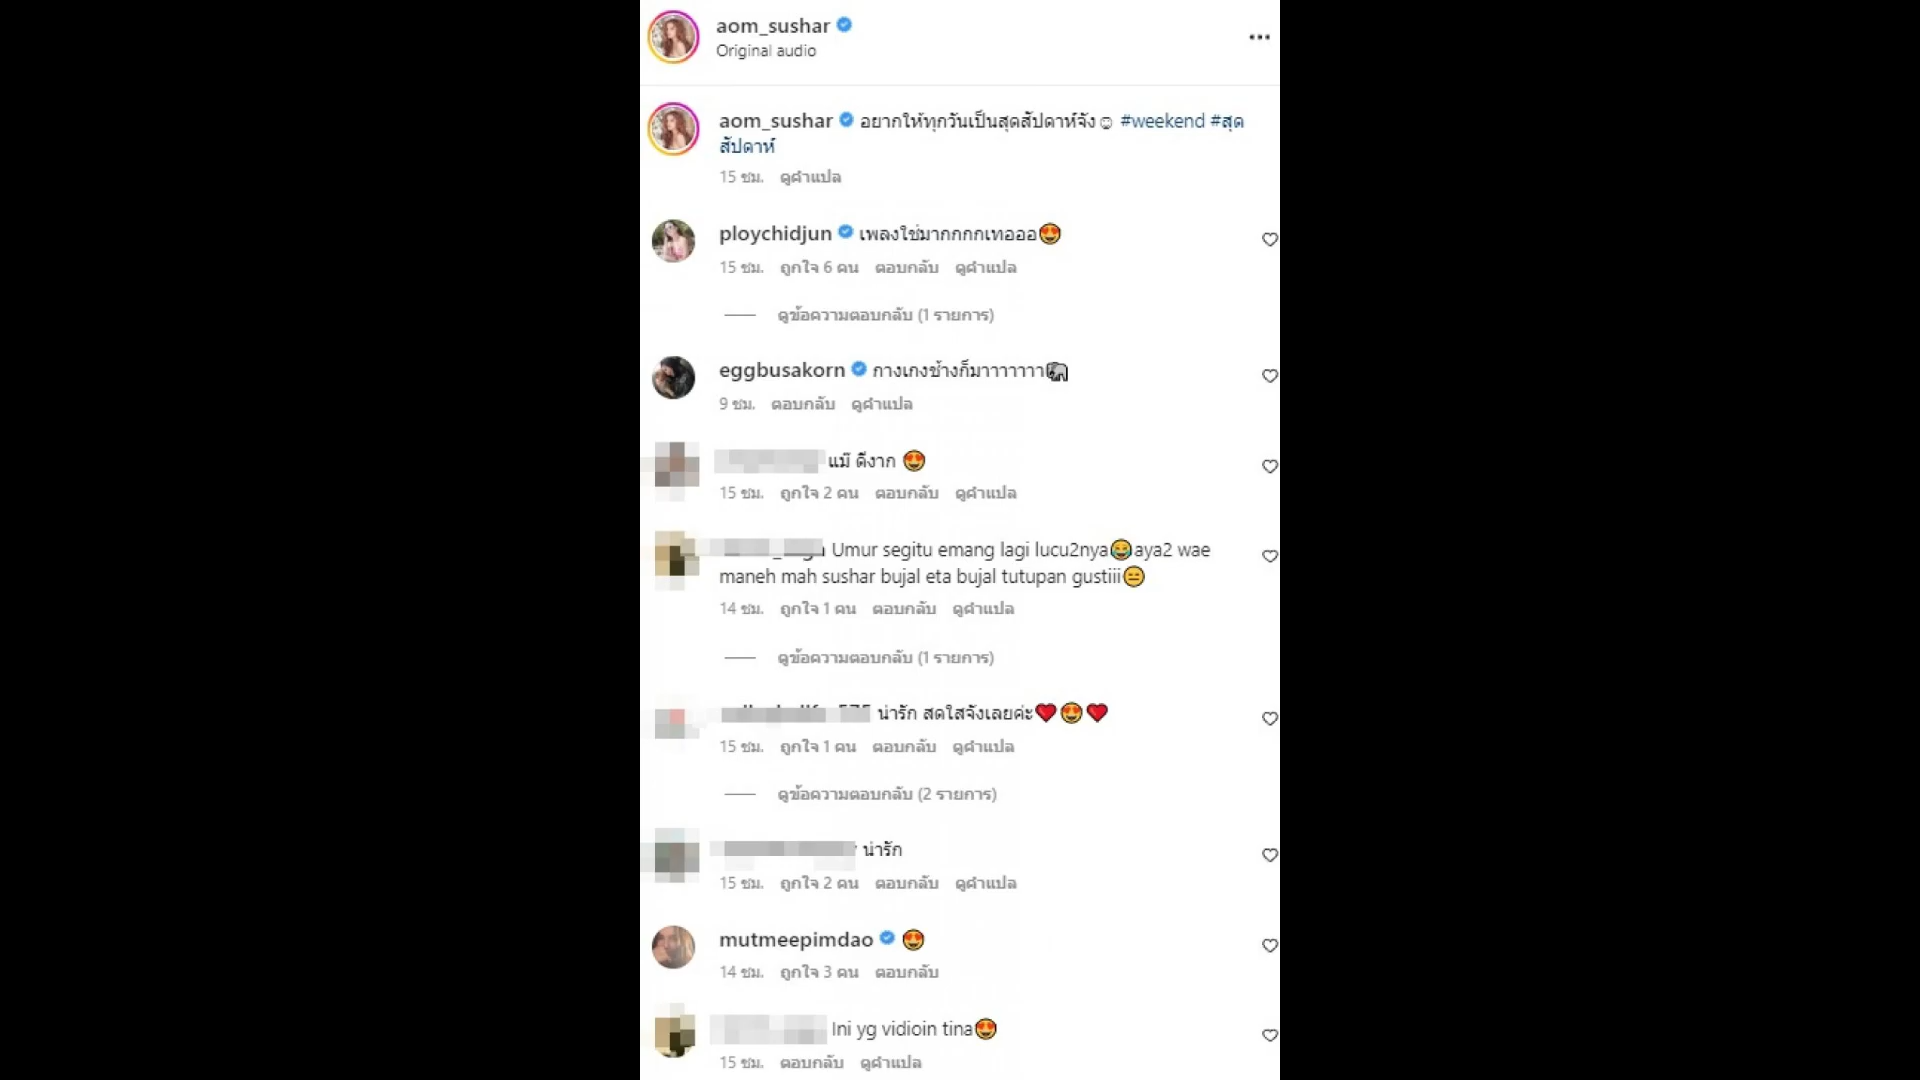 aom_sushar
Original audio
aom_sushar อยากให้ทุกวันเป็นสุดสัปดาห์จัง☺ #weekend #สุด
สัปดาห์
15 ชม. ดูคำแปล
ploychidjun เพลงใช่มากกกกเทอออ😍
15 ชม. ถูกใจ 6 คน ตอบกลับ ดูคำแปล
ดูข้อความตอบกลับ (1 รายการ)
eggbusakorn กางเกงช้างก็มาาาาาาา🐘
9 ชม. ตอบกลับ ดูคำแปล
แม๊ ดีงาก 😍
15 ชม. ถูกใจ 2 คน ตอบกลับ ดูคำแปล
Umur segitu emang lagi lucu2nya😂aya2 wae
maneh mah sushar bujal eta bujal tutupan gustiii😑
14 ชม. ถูกใจ 1 คน ตอบกลับ ดูคำแปล
ดูข้อความตอบกลับ (1 รายการ)
น่ารัก สดใสจังเลยค่ะ❤️😍❤️
15 ชม. ถูกใจ 1 คน ตอบกลับ ดูคำแปล
ดูข้อความตอบกลับ (2 รายการ)
น่ารัก
15 ชม. ถูกใจ 2 คน ตอบกลับ ดูคำแปล
mutmeepimdao 😍
14 ชม. ถูกใจ 3 คน ตอบกลับ
Ini yg vidioin tina😍
15 ชม. ตอบกลับ ดูคำแปล